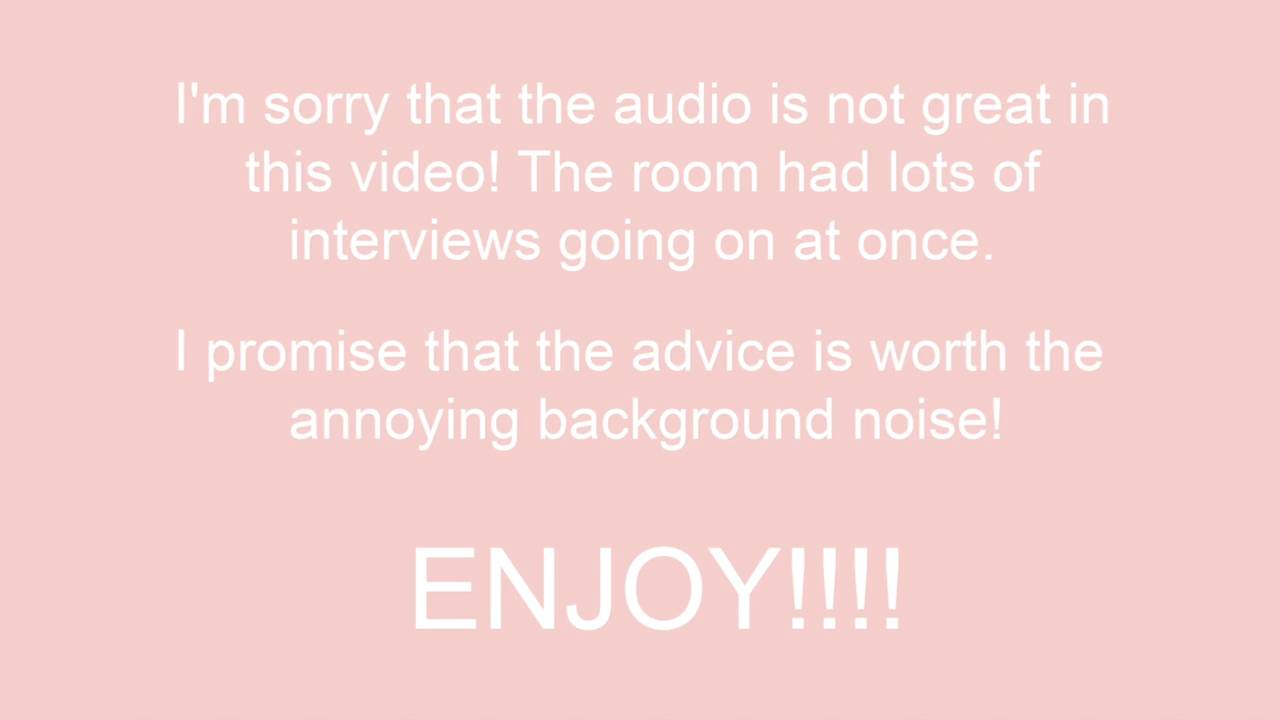 I'm sorry that the audio is not great in
this video! The room had lots of
interviews going on at once.
I promise that the advice is worth the
annoying background noise!
ENJOY!!!!